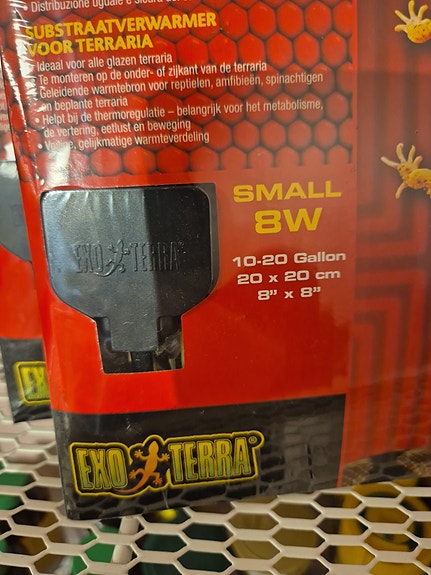 • Distribuzione uguale e sicura del
SUBSTRAATVERWARMER
VOOR TERRARIA
• Ideaal voor alle glazen terraria
• Te monteren op de onder- of zijkant van de terraria
• Geleidende warmtebron voor reptielen, amfibieën, spinachtigen
en beplante terraria
• Helpt bij de thermoregulatie – belangrijk voor het metabolisme,
de vertering, eetlust en beweging
• Veilige, gelijkmatige warmteverdeling
SMALL
8W
10-20 Gallon
20 x 20 cm
8” x 8”
EXO TERRA®
EXO TERRA®